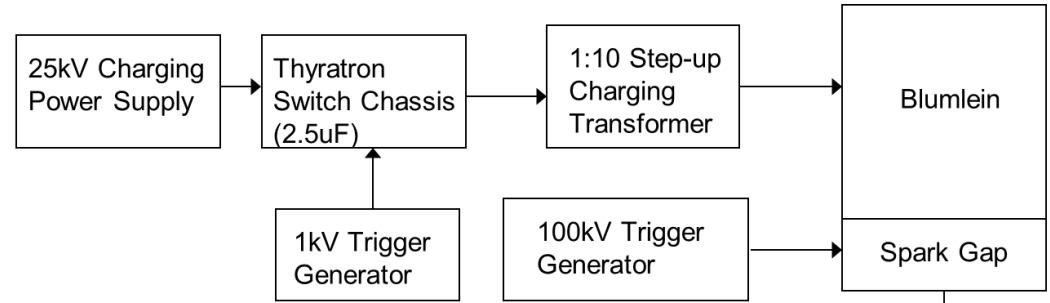 25kV Charging
Power Supply
Thyratron
Switch Chassis
(2.5uF)
1:10 Step-up
Charging
Transformer
Blumlein
1kV Trigger
Generator
100kV Trigger
Generator
Spark Gap